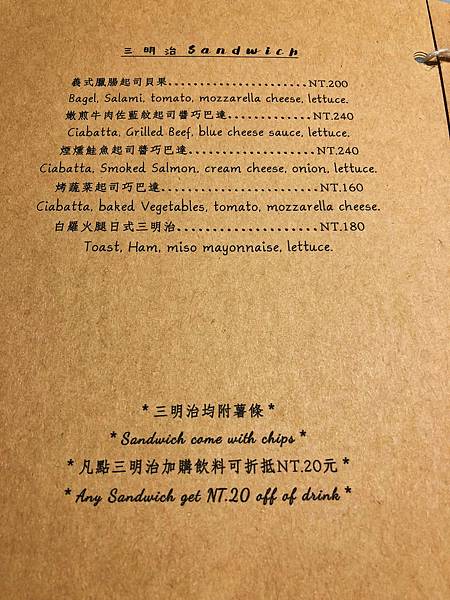 三明治 Sandwich
義式臘腸起司貝果........................NT.200
Bagel, Salami, tomato, mozzarella cheese, lettuce.
嫩煎牛肉佐藍紋起司醬巧巴達..............NT.240
Ciabatta, Grilled Beef, blue cheese sauce, lettuce.
煙燻鮭魚起司醬巧巴達......................NT.240
Ciabatta, Smoked Salmon, cream cheese, onion, lettuce.
烤蔬菜起司巧巴達..........................NT.160
Ciabatta, baked Vegetables, tomato, mozzarella cheese.
白羅火腿日式三明治........................NT.180
Toast, Ham, miso mayonnaise, lettuce.
*三明治均附薯條*
*Sandwich come with chips*
*凡點三明治加購飲料可折抵NT.20元*
*Any Sandwich get NT.20 off of drink*